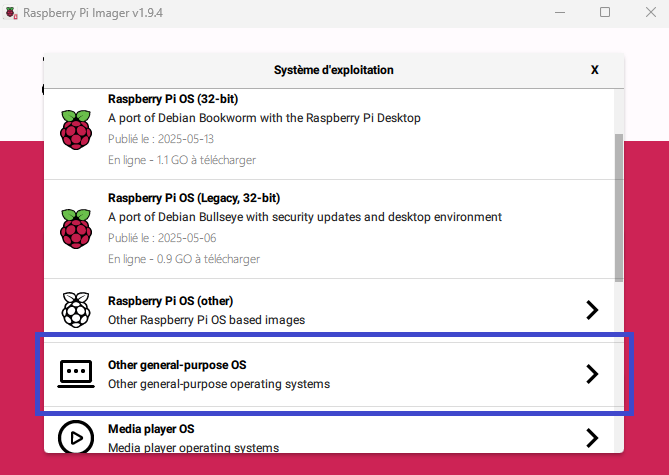 Raspberry Pi Imager v1.9.4
Système d'exploitation
X
Raspberry Pi OS (32-bit)
A port of Debian Bookworm with the Raspberry Pi Desktop
Publié le : 2025-05-13
En ligne - 1.1 GO à télécharger
Raspberry Pi OS (Legacy, 32-bit)
A port of Debian Bullseye with security updates and desktop environment
Publié le : 2025-05-06
En ligne - 0.9 GO à télécharger
Raspberry Pi OS (other)
Other Raspberry Pi OS based images
Other general-purpose OS
Other general-purpose operating systems
Media player OS
Media player operating systems